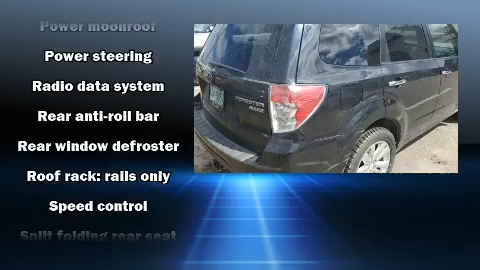 Power moonroof
Power steering
Radio data system
Rear anti-roll bar
Rear window defroster
Roof rack: rails only
Speed control
Split folding rear seat
FORESTER